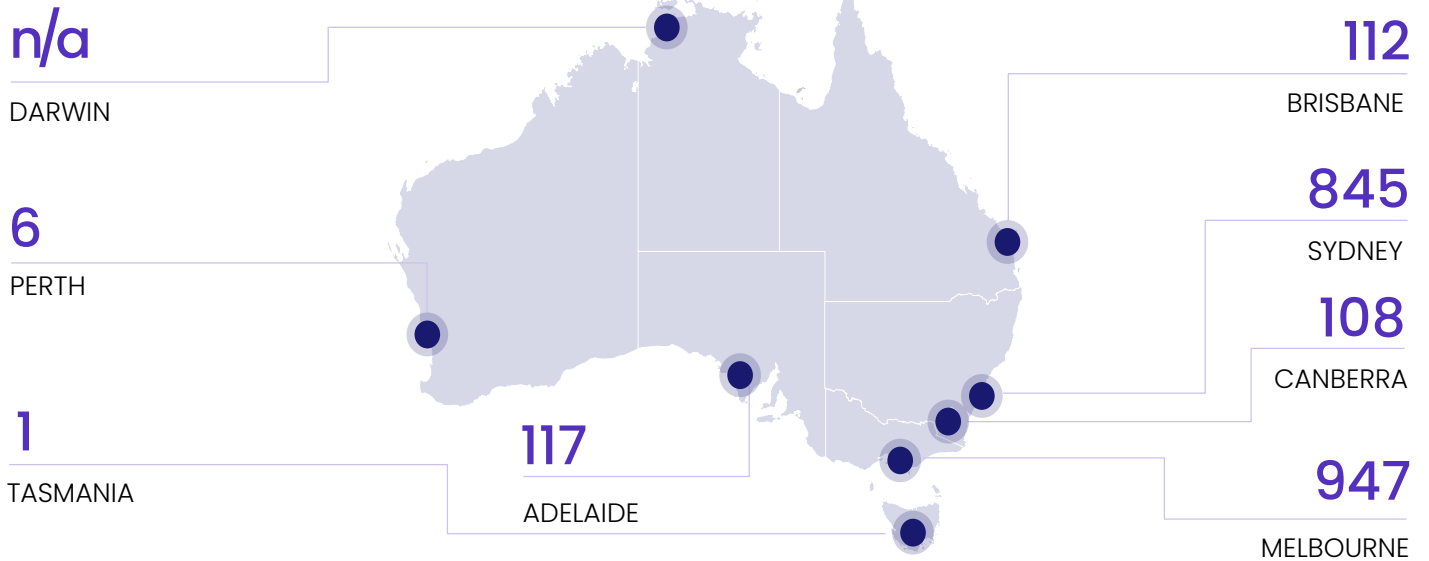 n/a
DARWIN
6
PERTH
1
TASMANIA
117
ADELAIDE
112
BRISBANE
845
SYDNEY
108
CANBERRA
947
MELBOURNE